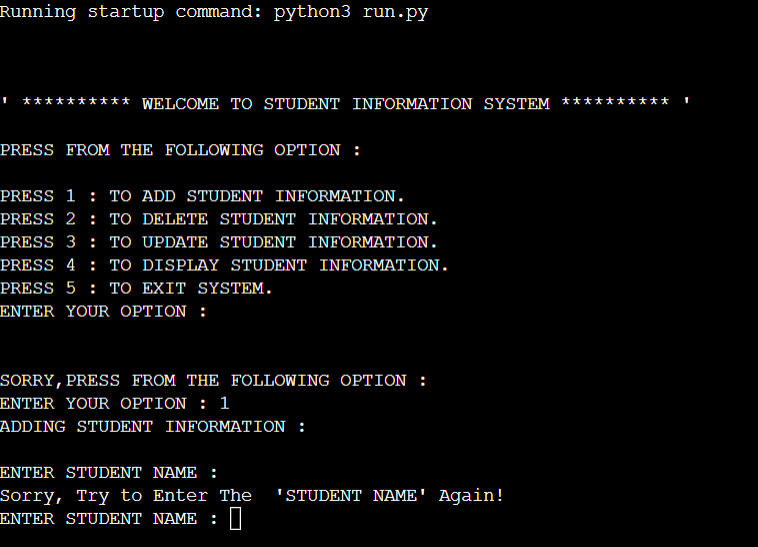 Running startup command: python3 run.py
' ********** WELCOME TO STUDENT INFORMATION SYSTEM ********** '
PRESS FROM THE FOLLOWING OPTION :
PRESS 1 : TO ADD STUDENT INFORMATION.
PRESS 2 : TO DELETE STUDENT INFORMATION.
PRESS 3 : TO UPDATE STUDENT INFORMATION.
PRESS 4 : TO DISPLAY STUDENT INFORMATION.
PRESS 5 : TO EXIT SYSTEM.
ENTER YOUR OPTION :
SORRY,PRESS FROM THE FOLLOWING OPTION :
ENTER YOUR OPTION : 1
ADDING STUDENT INFORMATION :
ENTER STUDENT NAME :
Sorry, Try to Enter The  'STUDENT NAME' Again!
ENTER STUDENT NAME :